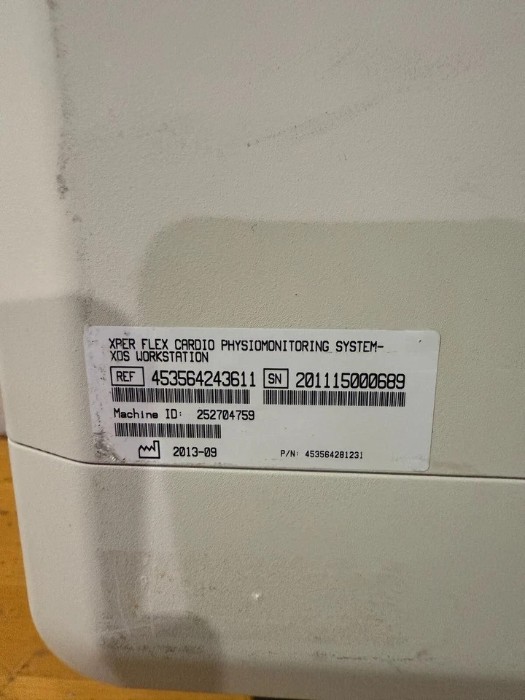 XPER FLEX CARDIO PHYSIOMONITORING SYSTEM-
XDS WORKSTATION
REF 453564243611 SN 201115000689
Machine ID: 252704759
2013-09 P/N: 453564281231